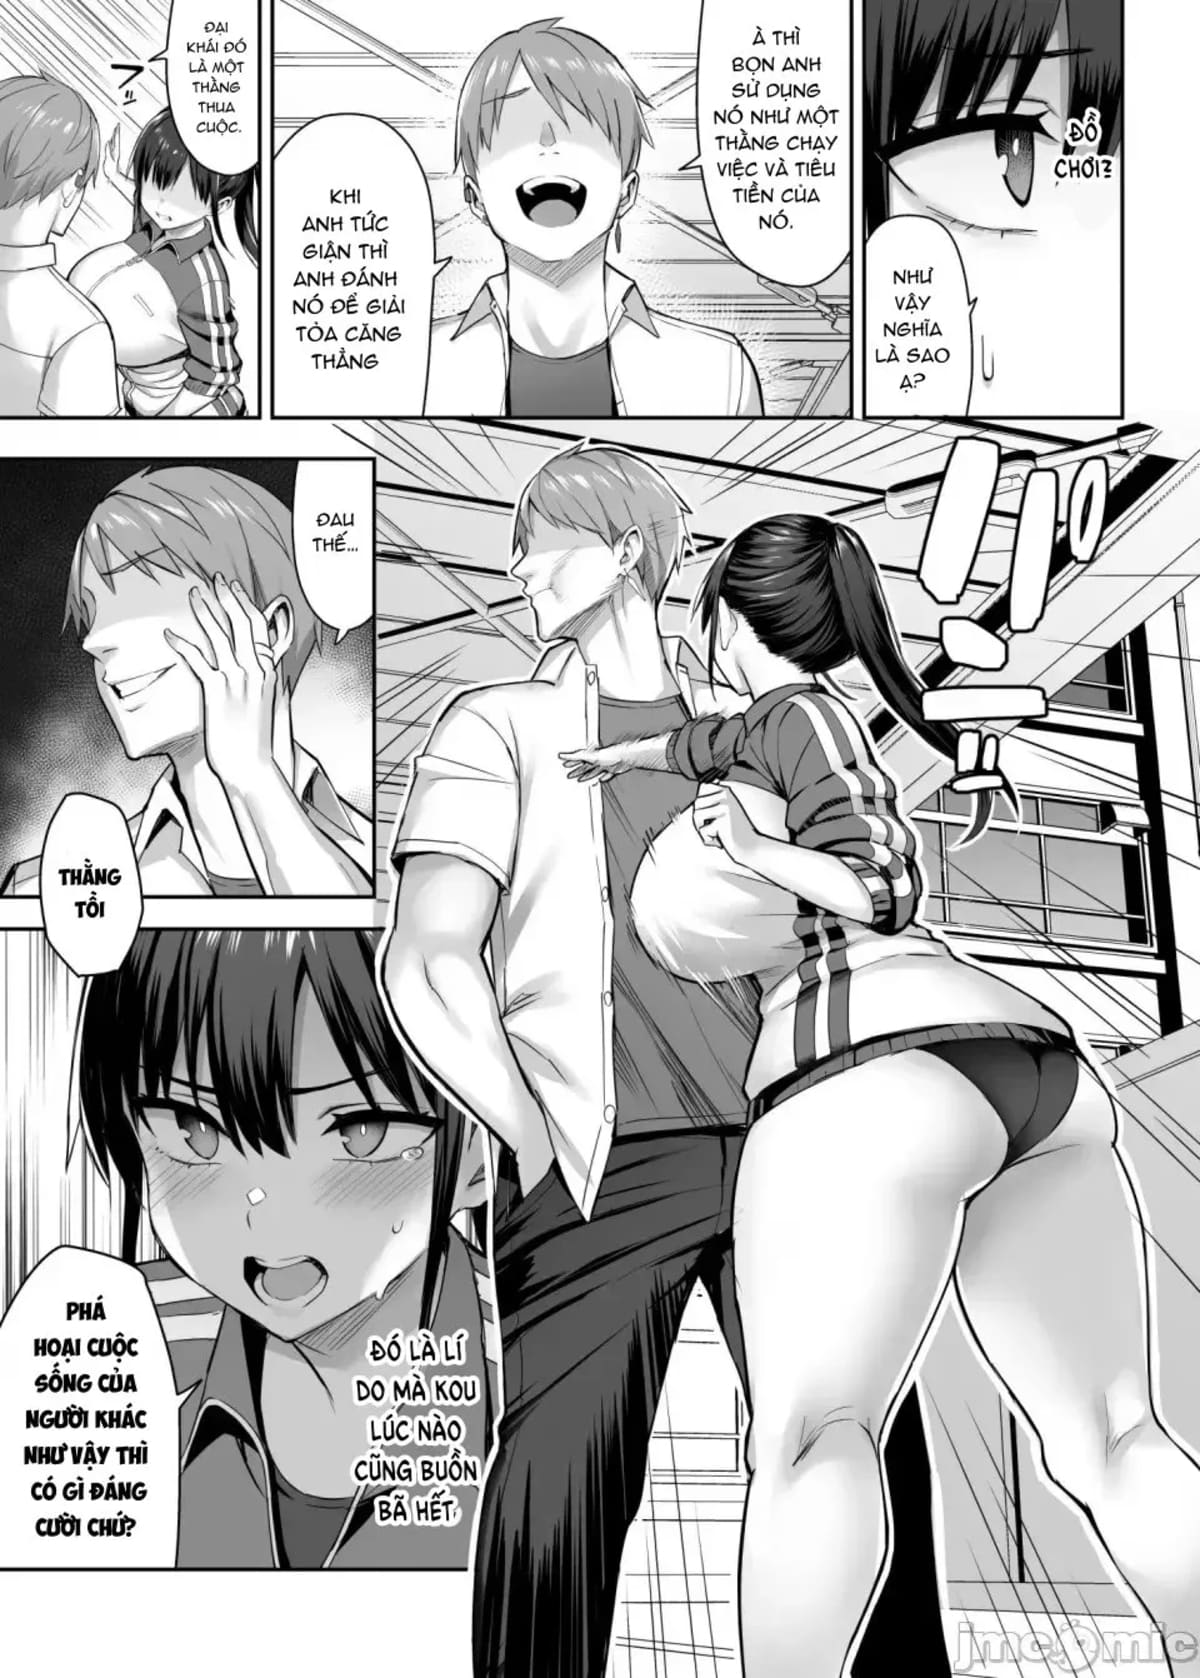 ĐỒ
CHƠI?
NHƯ
VẬY
NGHĨA
LÀ SAO
Ạ?
À THÌ
BỌN ANH
SỬ DỤNG
NÓ NHƯ MỘT
THẰNG CHẠY
VIỆC VÀ TIÊU
TIỀN CỦA
NÓ.
KHI
ANH TỨC
GIẬN THÌ
ANH ĐÁNH
NÓ ĐỂ GIẢI
TỎA CĂNG
THẲNG
ĐẠI
KHÁI ĐÓ
LÀ MỘT
THẰNG
THUA
CUỘC.
ĐAU
THẾ...
THẰNG
TỒI
PHÁ
HOẠI CUỘC
SỐNG CỦA
NGƯỜI KHÁC
NHƯ VẬY THÌ
CÓ GÌ ĐÁNG
CƯỜI CHỨ?
ĐÓ LÀ LÍ
DO MÀ KOU
LÚC NÀO
CŨNG BUỒN
BÃ HẾT
jmcomic